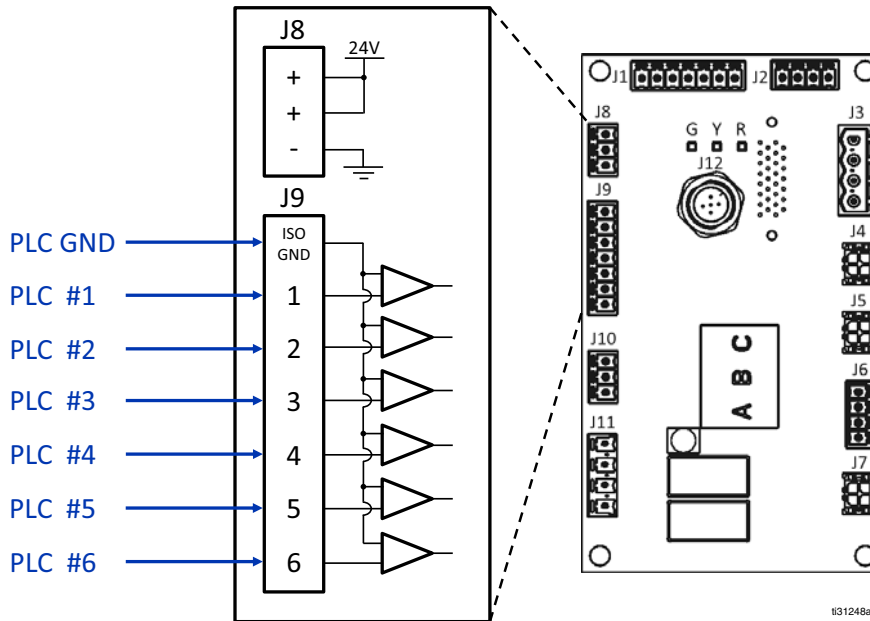 J8
24V
+
+
-
J9
ISO
GND
1
2
3
4
5
6
PLC GND
PLC #1
PLC #2
PLC #3
PLC #4
PLC #5
PLC #6
J1
J2
J8
G Y R
J3
J12
J9
J4
J5
J10
A B C
J6
J11
J7
ti31248a